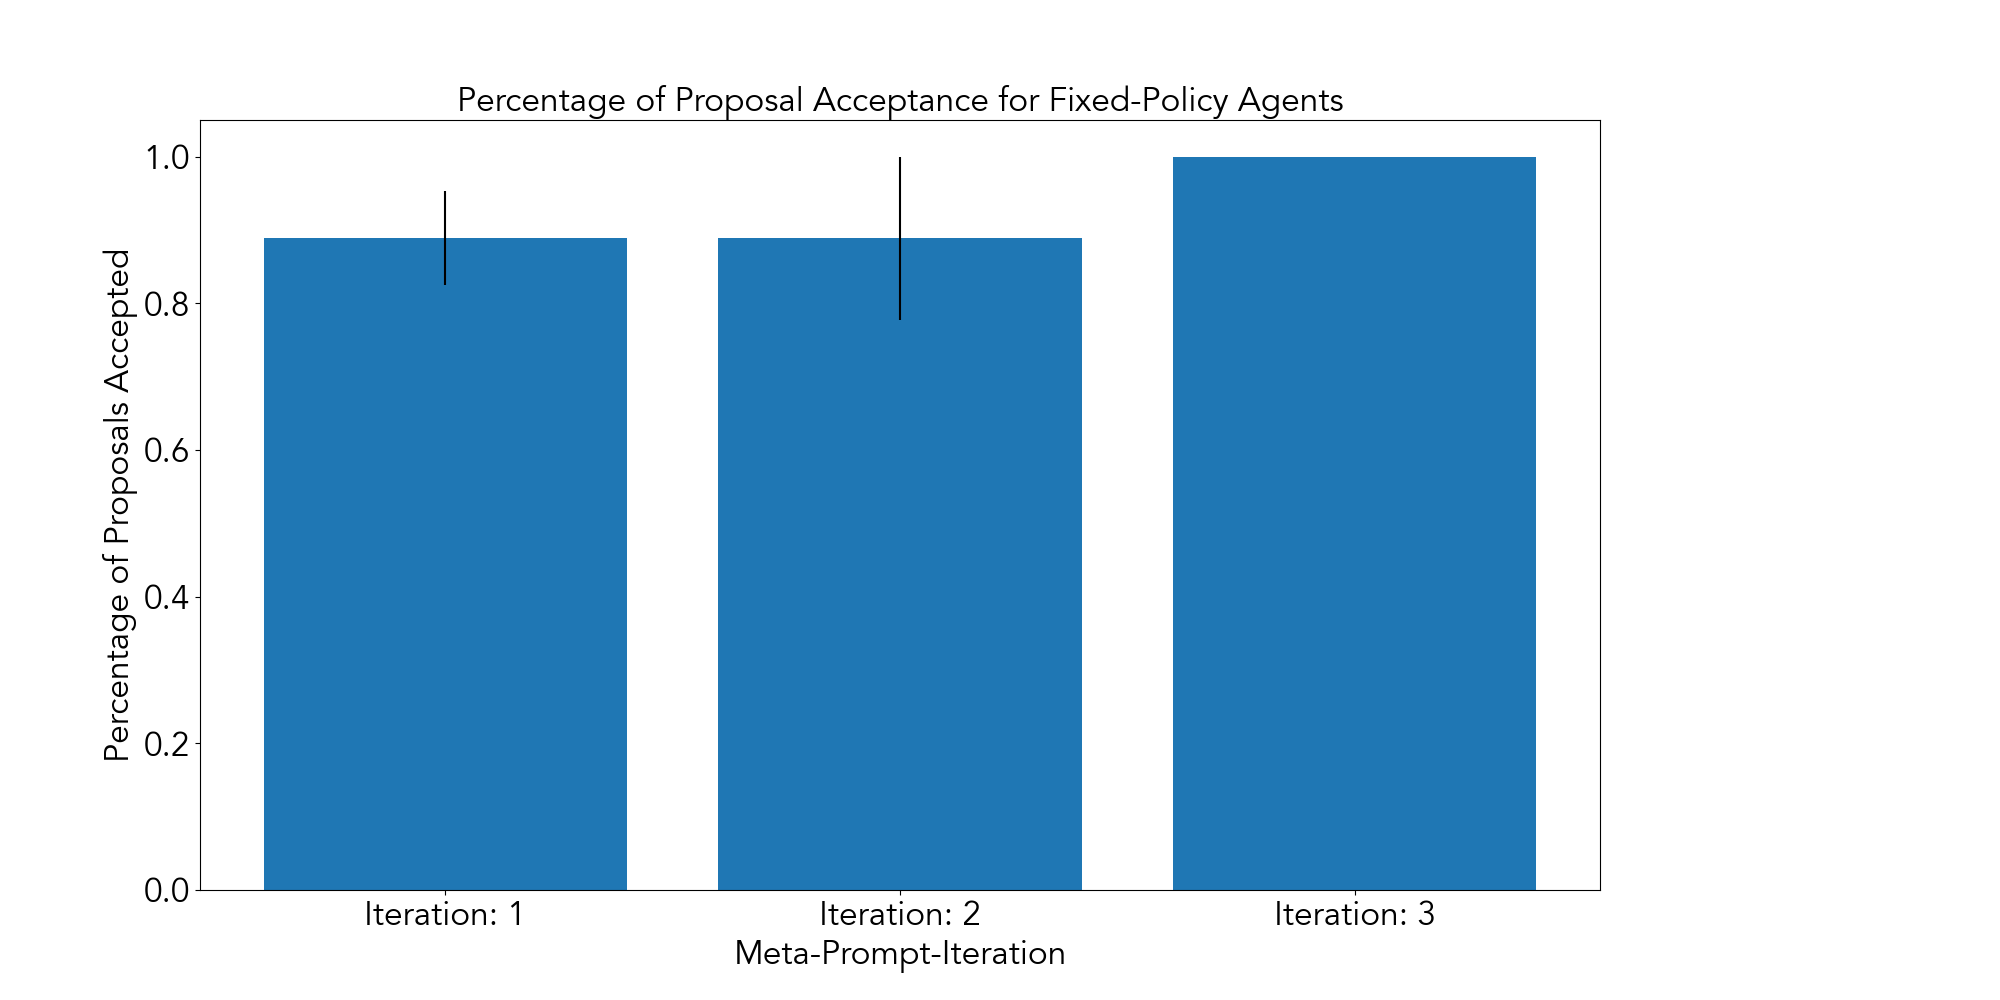 Percentage of Proposal Acceptance for Fixed-Policy Agents
Percentage of Proposals Accepted
1.0
0.8
0.6
0.4
0.2
0.0
Iteration: 1
Iteration: 2
Iteration: 3
Meta-Prompt-Iteration